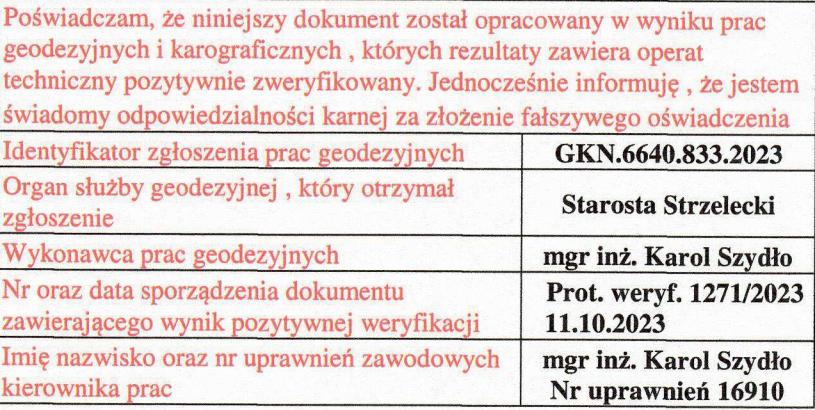 Poświadczam, że niniejszy dokument został opracowany w wyniku prac
geodezyjnych i karograficznych , których rezultaty zawiera operat
techniczny pozytywnie zweryfikowany. Jednocześnie informuję , że jestem
świadomy odpowiedzialności karnej za złożenie fałszywego oświadczenia
Identyfikator zgłoszenia prac geodezyjnych GKN.6640.833.2023
Organ służby geodezyjnej , który otrzymał
zgłoszenie
Starosta Strzelecki
Wykonawca prac geodezyjnych mgr inż. Karol Szydło
Nr oraz data sporządzenia dokumentu
zawierającego wynik pozytywnej weryfikacji
Prot. weryf. 1271/2023
11.10.2023
Imię nazwisko oraz nr uprawnień zawodowych
kierownika prac
mgr inż. Karol Szydło
Nr uprawnień 16910